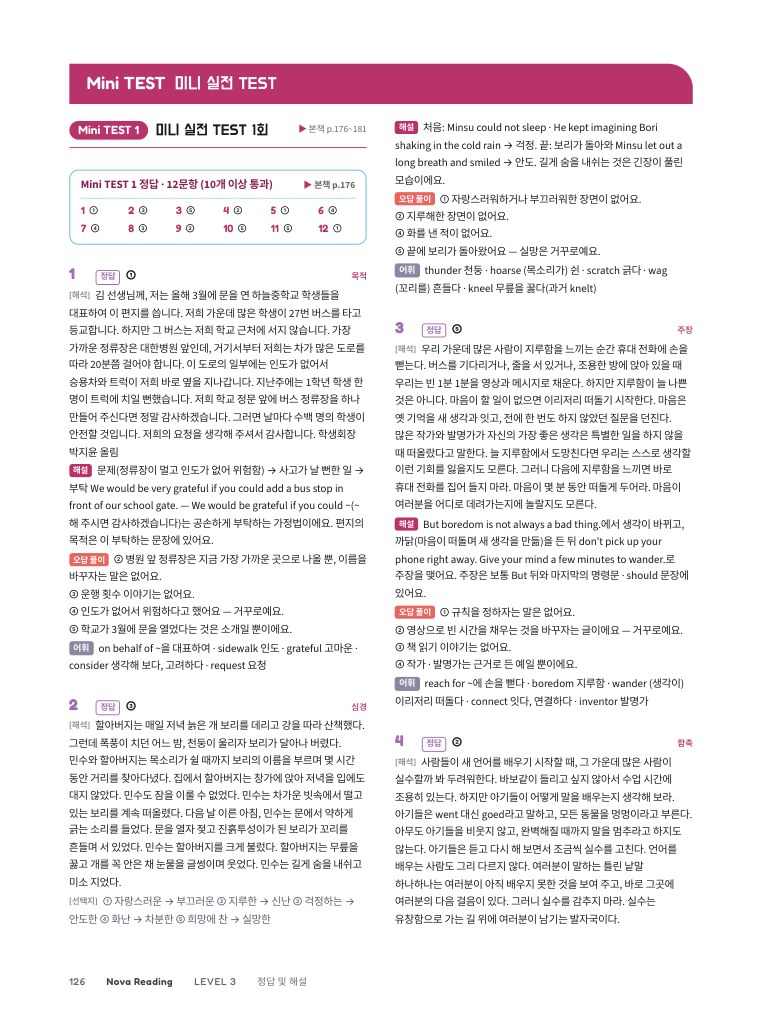 Mini TEST 미니 실전 TEST
Mini TEST 1 미니 실전 TEST 1회 ▶ 본책 p.176~181
Mini TEST 1 정답 · 12문항 (10개 이상 통과) ▶ 본책 p.176
1 ① 2 ③ 3 ⑤ 4 ② 5 ① 6 ④
7 ④ 8 ③ 9 ② 10 ⑤ 11 ⑤ 12 ①
1 정답 ① 목적
[해석] 김 선생님께, 저는 올해 3월에 문을 연 하늘중학교 학생들을
대표하여 이 편지를 씁니다. 저희 가운데 많은 학생이 27번 버스를 타고
등교합니다. 하지만 그 버스는 저희 학교 근처에 서지 않습니다. 가장
가까운 정류장은 대한병원 앞인데, 거기서부터 저희는 차가 많은 도로를
따라 20분쯤 걸어야 합니다. 이 도로의 일부에는 인도가 없어서
승용차와 트럭이 저희 바로 옆을 지나갑니다. 지난주에는 1학년 학생 한
명이 트럭에 치일 뻔했습니다. 저희 학교 정문 앞에 버스 정류장을 하나
만들어 주신다면 정말 감사하겠습니다. 그러면 날마다 수백 명의 학생이
안전할 것입니다. 저희의 요청을 생각해 주셔서 감사합니다. 학생회장
박지윤 올림
해설 문제(정류장이 멀고 인도가 없어 위험함) → 사고가 날 뻔한 일 →
부탁 We would be very grateful if you could add a bus stop in
front of our school gate. — We would be grateful if you could ~(~
해 주시면 감사하겠습니다)는 공손하게 부탁하는 가정법이에요. 편지의
목적은 이 부탁하는 문장에 있어요.
오답 풀이 ② 병원 앞 정류장은 지금 가장 가까운 곳으로 나올 뿐, 이름을
바꾸자는 말은 없어요.
③ 운행 횟수 이야기는 없어요.
④ 인도가 없어서 위험하다고 했어요 — 거꾸로예요.
⑤ 학교가 3월에 문을 열었다는 것은 소개일 뿐이에요.
어휘 on behalf of ~을 대표하여 · sidewalk 인도 · grateful 고마운 ·
consider 생각해 보다, 고려하다 · request 요청
2 정답 ③ 심경
[해석] 할아버지는 매일 저녁 늙은 개 보리를 데리고 강을 따라 산책했다.
그런데 폭풍이 치던 어느 밤, 천둥이 울리자 보리가 달아나 버렸다.
민수와 할아버지는 목소리가 쉴 때까지 보리의 이름을 부르며 몇 시간
동안 거리를 찾아다녔다. 집에서 할아버지는 창가에 앉아 저녁을 입에도
대지 않았다. 민수도 잠을 이룰 수 없었다. 민수는 차가운 빗속에서 떨고
있는 보리를 계속 떠올렸다. 다음 날 이른 아침, 민수는 문에서 약하게
긁는 소리를 들었다. 문을 열자 젖고 진흙투성이가 된 보리가 꼬리를
흔들며 서 있었다. 민수는 할아버지를 크게 불렀다. 할아버지는 무릎을
꿇고 개를 꼭 안은 채 눈물을 글썽이며 웃었다. 민수는 길게 숨을 내쉬고
미소 지었다.
[선택지] ① 자랑스러운 → 부끄러운 ② 지루한 → 신난 ③ 걱정하는 →
안도한 ④ 화난 → 차분한 ⑤ 희망에 찬 → 실망한
해설 처음: Minsu could not sleep · He kept imagining Bori
shaking in the cold rain → 걱정. 끝: 보리가 돌아와 Minsu let out a
long breath and smiled → 안도. 길게 숨을 내쉬는 것은 긴장이 풀린
모습이에요.
오답 풀이 ① 자랑스러워하거나 부끄러워한 장면이 없어요.
② 지루해한 장면이 없어요.
④ 화를 낸 적이 없어요.
⑤ 끝에 보리가 돌아왔어요 — 실망은 거꾸로예요.
어휘 thunder 천둥 · hoarse (목소리가) 쉰 · scratch 긁다 · wag
(꼬리를) 흔들다 · kneel 무릎을 꿇다(과거 knelt)
3 정답 ⑤ 주장
[해석] 우리 가운데 많은 사람이 지루함을 느끼는 순간 휴대 전화에 손을
뻗는다. 버스를 기다리거나, 줄을 서 있거나, 조용한 방에 앉아 있을 때
우리는 빈 1분 1분을 영상과 메시지로 채운다. 하지만 지루함이 늘 나쁜
것은 아니다. 마음이 할 일이 없으면 이리저리 떠돌기 시작한다. 마음은
옛 기억을 새 생각과 잇고, 전에 한 번도 하지 않았던 질문을 던진다.
많은 작가와 발명가가 자신의 가장 좋은 생각은 특별한 일을 하지 않을
때 떠올랐다고 말한다. 늘 지루함에서 도망친다면 우리는 스스로 생각할
이런 기회를 잃을지도 모른다. 그러니 다음에 지루함을 느끼면 바로
휴대 전화를 집어 들지 마라. 마음이 몇 분 동안 떠돌게 두어라. 마음이
여러분을 어디로 데려가는지에 놀랄지도 모른다.
해설 But boredom is not always a bad thing.에서 생각이 바뀌고,
까닭(마음이 떠돌며 새 생각을 만듦)을 든 뒤 don't pick up your
phone right away. Give your mind a few minutes to wander.로
주장을 맺어요. 주장은 보통 But 뒤와 마지막의 명령문 · should 문장에
있어요.
오답 풀이 ① 규칙을 정하자는 말은 없어요.
② 영상으로 빈 시간을 채우는 것을 바꾸자는 글이에요 — 거꾸로예요.
③ 책 읽기 이야기는 없어요.
④ 작가 · 발명가는 근거로 든 예일 뿐이에요.
어휘 reach for ~에 손을 뻗다 · boredom 지루함 · wander (생각이)
이리저리 떠돌다 · connect 잇다, 연결하다 · inventor 발명가
4 정답 ② 함축
[해석] 사람들이 새 언어를 배우기 시작할 때, 그 가운데 많은 사람이
실수할까 봐 두려워한다. 바보같이 들리고 싶지 않아서 수업 시간에
조용히 있는다. 하지만 아기들이 어떻게 말을 배우는지 생각해 보라.
아기들은 went 대신 goed라고 말하고, 모든 동물을 멍멍이라고 부른다.
아무도 아기들을 비웃지 않고, 완벽해질 때까지 말을 멈추라고 하지도
않는다. 아기들은 듣고 다시 해 보면서 조금씩 실수를 고친다. 언어를
배우는 사람도 그리 다르지 않다. 여러분이 말하는 틀린 낱말
하나하나는 여러분이 아직 배우지 못한 것을 보여 주고, 바로 그곳에
여러분의 다음 걸음이 있다. 그러니 실수를 감추지 마라. 실수는
유창함으로 가는 길 위에 여러분이 남기는 발자국이다.
126 Nova Reading LEVEL 3 정답 및 해설